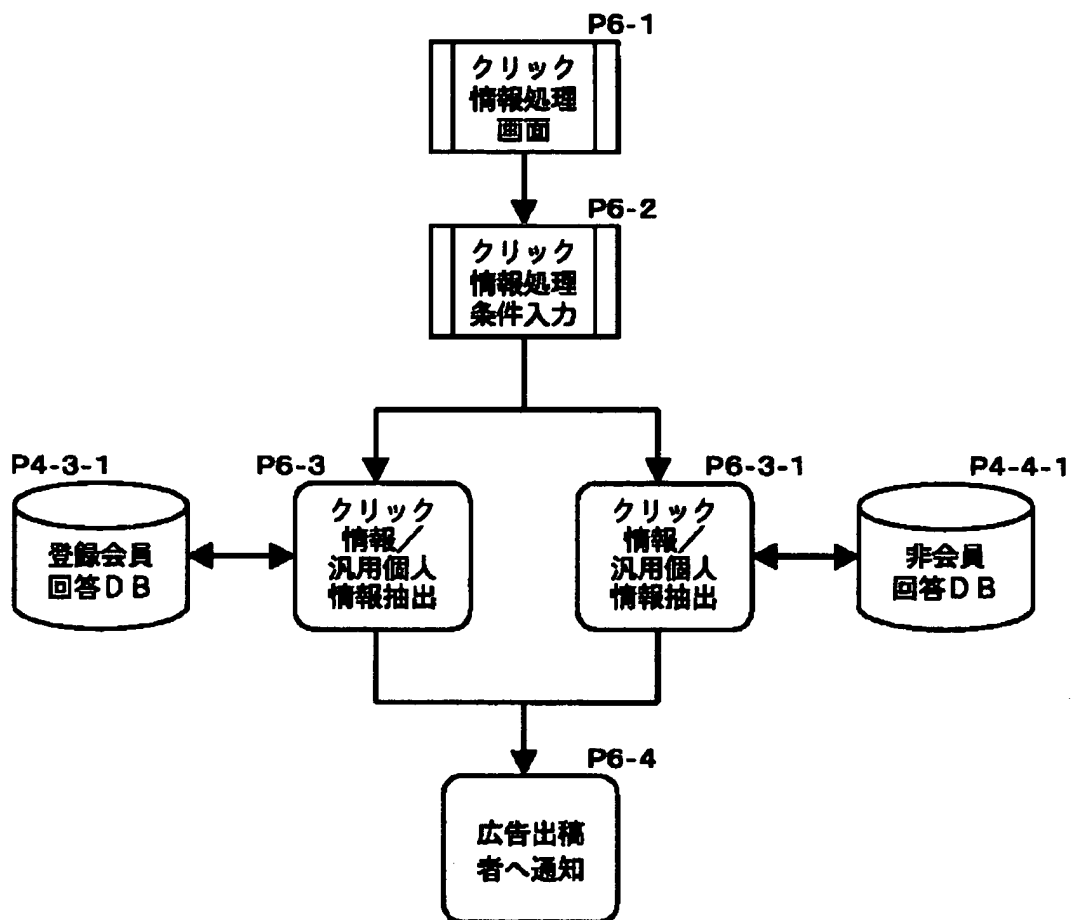 P6-1
クリック
情報処理
画面
P6-2
クリック
情報処理
条件入力
P4-3-1
登録会員
回答DB
P6-3
クリック
情報/
汎用個人
情報抽出
P6-3-1
クリック
情報/
汎用個人
情報抽出
P4-4-1
非会員
回答DB
P6-4
広告出稿
者へ通知